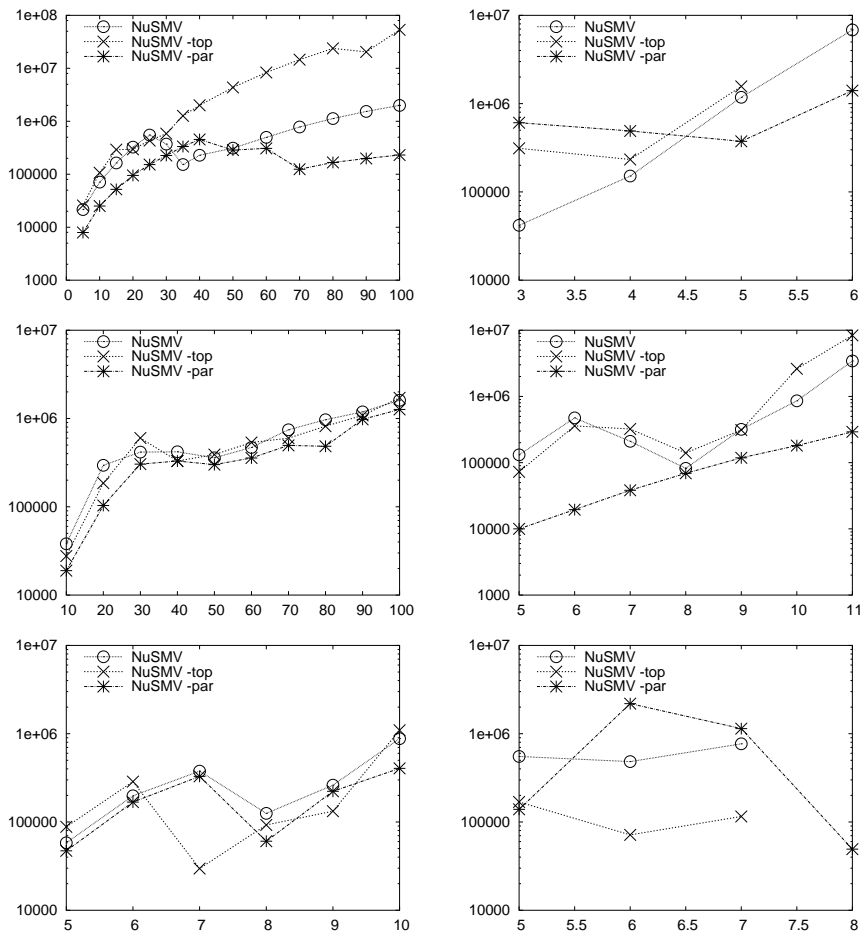 1e+08
1e+07
1e+06
100000
10000
1000
NuSMV
NuSMV -top
NuSMV -par
0 10 20 30 40 50 60 70 80 90 100
1e+07
1e+06
100000
10000
NuSMV
NuSMV -top
NuSMV -par
3 3.5 4 4.5 5 5.5 6
1e+07
1e+06
100000
10000
NuSMV
NuSMV -top
NuSMV -par
10 20 30 40 50 60 70 80 90 100
1e+07
1e+06
100000
10000
1000
NuSMV
NuSMV -top
NuSMV -par
5 6 7 8 9 10 11
1e+07
1e+06
100000
10000
NuSMV
NuSMV -top
NuSMV -par
5 6 7 8 9 10
1e+07
1e+06
100000
10000
NuSMV
NuSMV -top
NuSMV -par
5 5.5 6 6.5 7 7.5 8